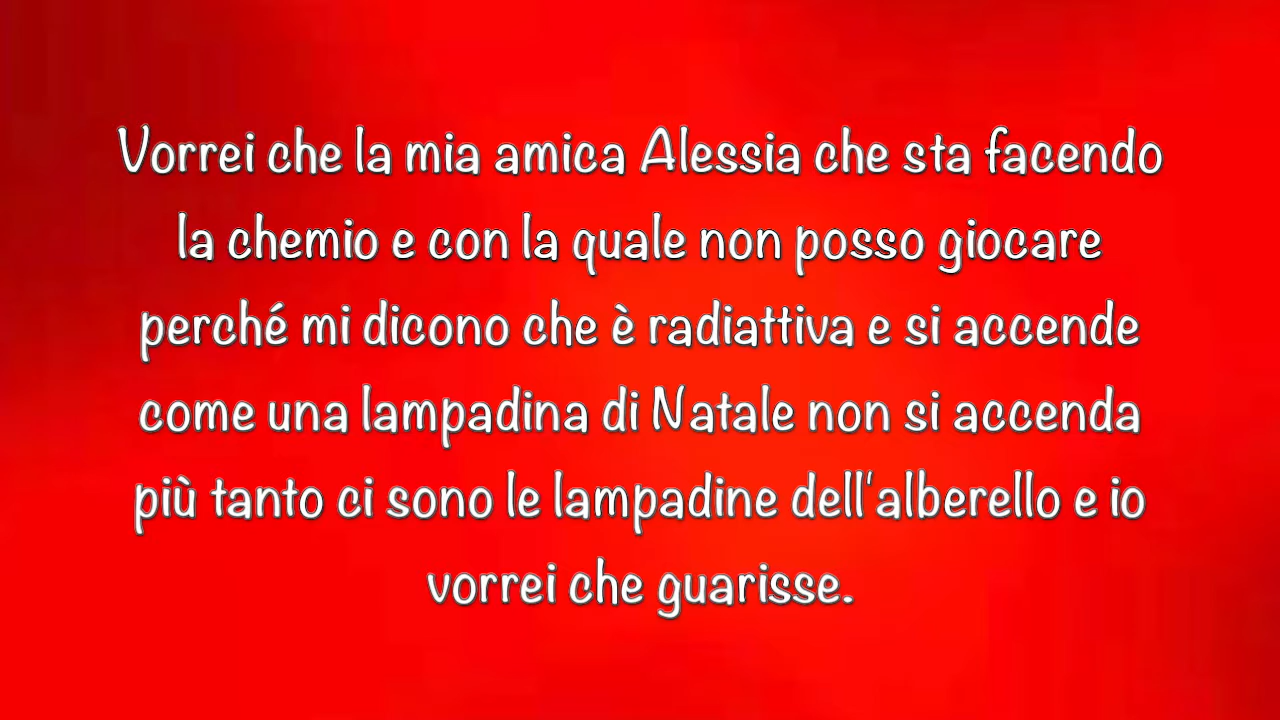 Vorrei che la mia amica Alessia che sta facendo
la chemio e con la quale non posso giocare
perché mi dicono che è radiattiva e si accende
come una lampadina di Natale non si accenda
più tanto ci sono le lampadine dell'alberello e io
vorrei che guarisse.